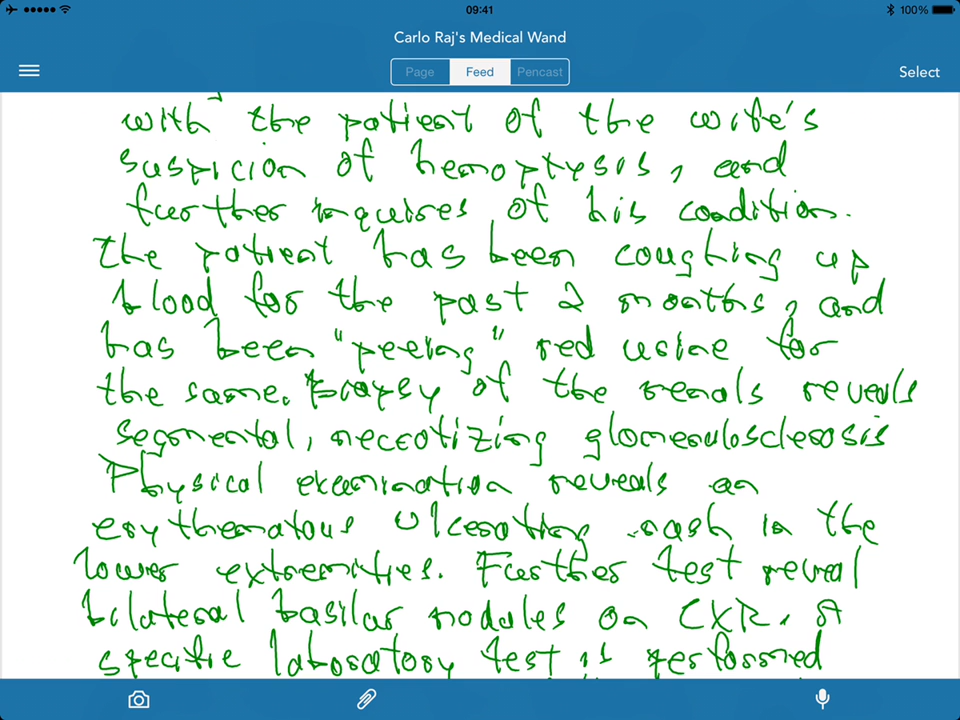 09:41
100%
Carlo Raj's Medical Wand
Page Feed Pencast
Select
with the patient of the wife's
suspicion of hemoptysis, and
further inquires of his condition.
The patient has been coughing up
blood for the past 2 months, and
has been "peeing" red urine for
the same. biopsy of the renals reveals
segmental, necrotizing glomerulosclerosis
Physical examination reveals an
erythematous ulcerating rash in the
lower extremities. Further test reveal
bilateral basilar nodules on CXR. A
specific laboratory test is performed